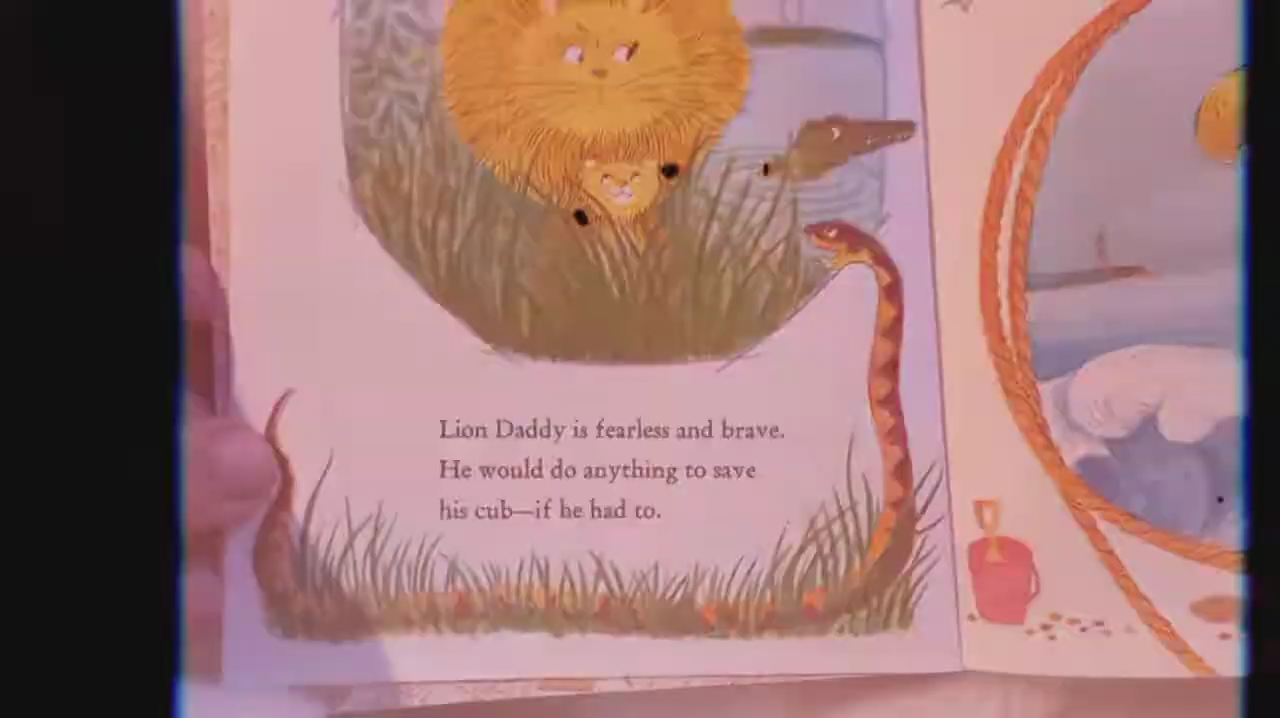 Lion Daddy is fearless and brave.
He would do anything to save
his cub—if he had to.